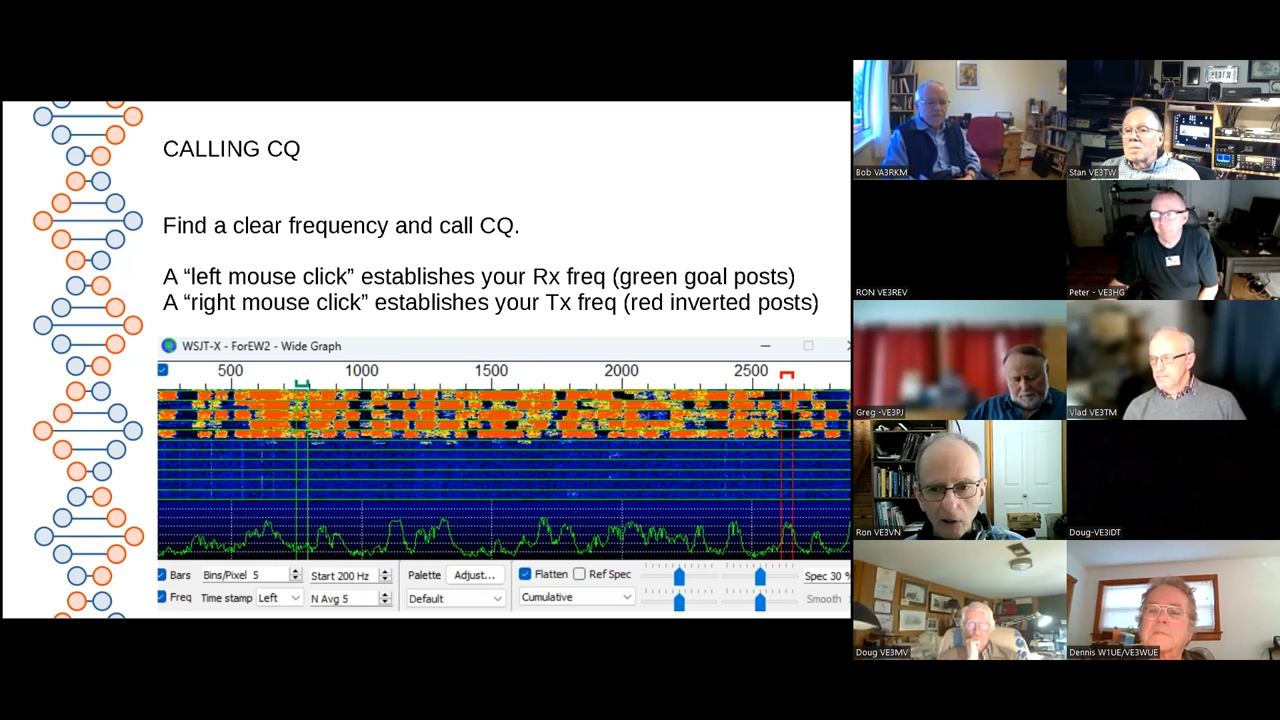 CALLING CQ
Find a clear frequency and call CQ.
A “left mouse click” establishes your Rx freq (green goal posts)
A “right mouse click” establishes your Tx freq (red inverted posts)
WSJT-X - ForEW2 - Wide Graph
500 1000 1500 2000 2500
Bars Bins/Pixel 5 Start 200 Hz Palette Adjust... Flatten Ref Spec Spec 30 %
Freq Time stamp Left N Avg 5 Default Cumulative Smooth
Bob VA3RKM
Stan VE3TW
RON VE3REV
Peter - VE3HG
Greg -VE3PJ
Vlad VE3TM
Ron VE3VN
Doug-VE3IDT
Doug VE3MV
Dennis W1UE/VE3WUE